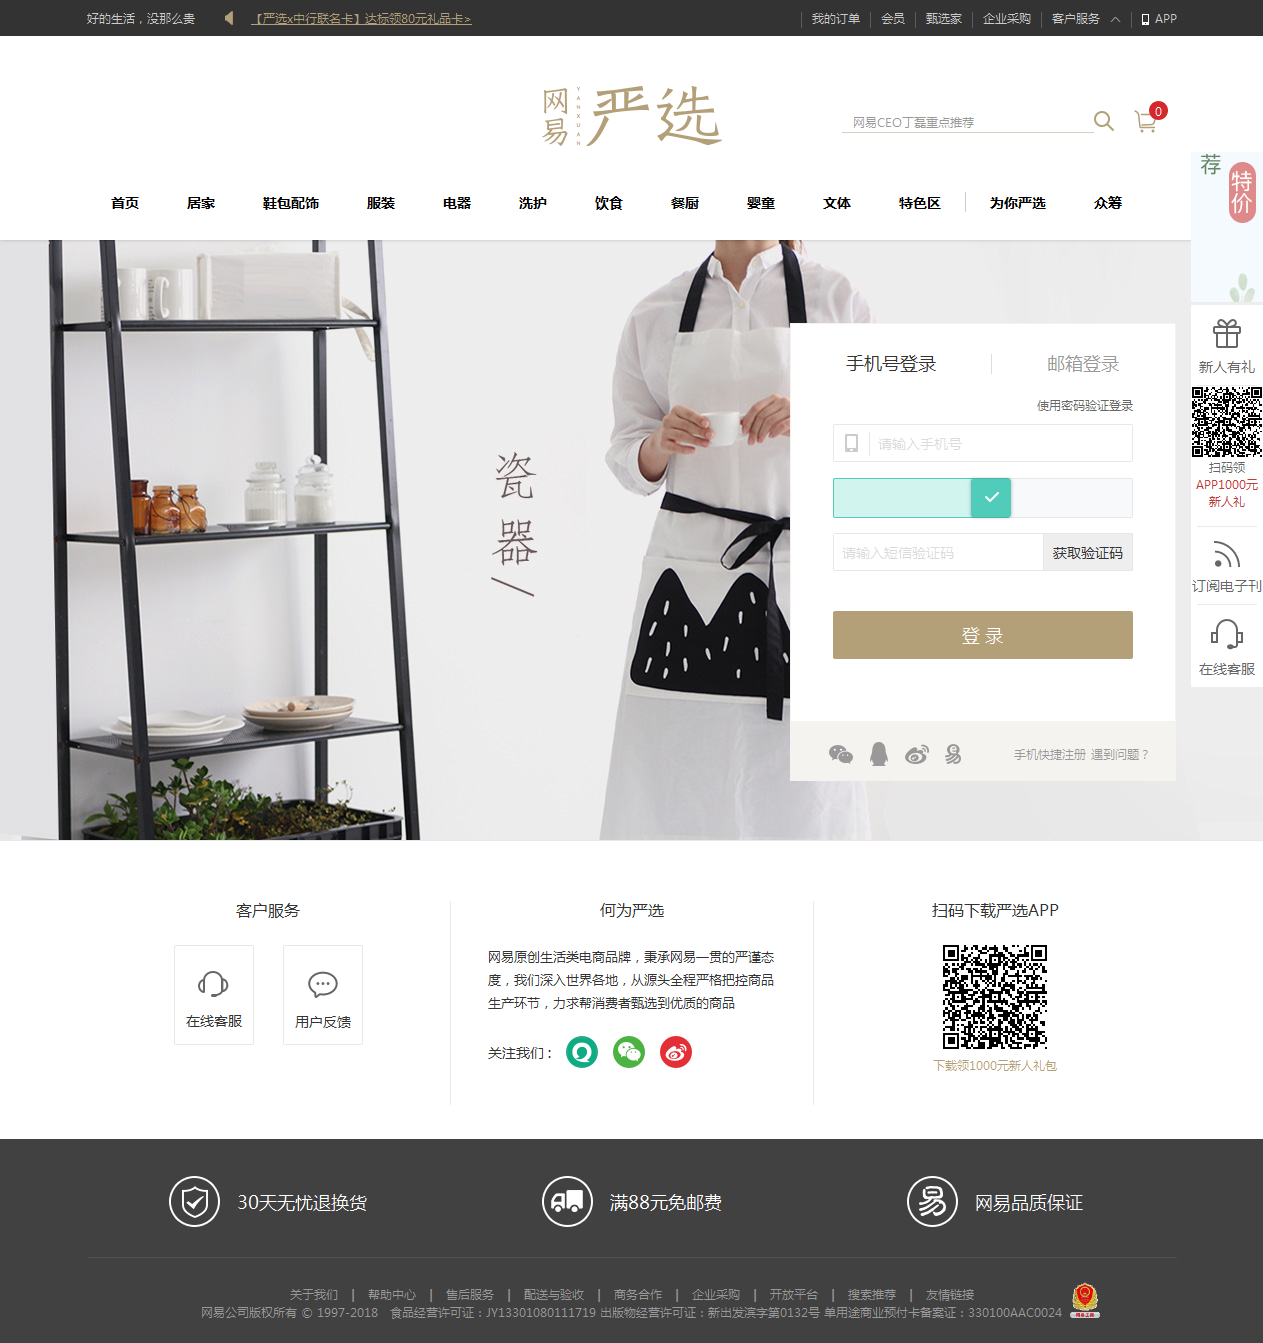 好的生活，没那么贵
【严选x中行联名卡】达标领80元礼品卡>
我的订单
会员
甄选家
企业采购
客户服务
APP
网易
YANXUAN
严选
网易CEO丁磊重点推荐
0
首页
居家
鞋包配饰
服装
电器
洗护
饮食
餐厨
婴童
文体
特色区
为你严选
众筹
荐
特价
新人有礼
扫码领
APP1000元
新人礼
订阅电子刊
在线客服
瓷器/
手机号登录
邮箱登录
使用密码验证登录
请输入手机号
请输入短信验证码
获取验证码
登 录
手机快捷注册
遇到问题？
客户服务
在线客服
用户反馈
何为严选
网易原创生活类电商品牌，秉承网易一贯的严谨态
度，我们深入世界各地，从源头全程严格把控商品
生产环节，力求帮消费者甄选到优质的商品
关注我们：
扫码下载严选APP
下载领1000元新人礼包
30天无忧退换货
满88元免邮费
易
网易品质保证
关于我们 | 帮助中心 | 售后服务 | 配送与验收 | 商务合作 | 企业采购 | 开放平台 | 搜索推荐 | 友情链接
网易公司版权所有 © 1997-2018 食品经营许可证：JY13301080111719 出版物经营许可证：新出发滨字第0132号 单用途商业预付卡备案证：330100AAC0024